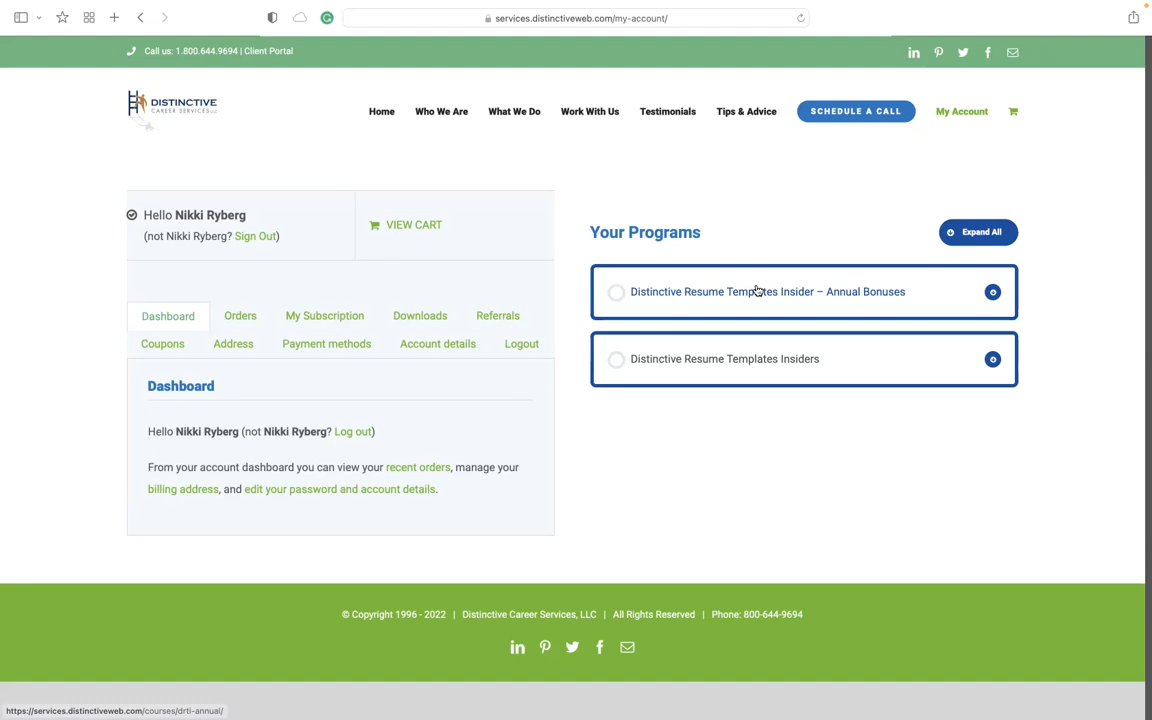 services.distinctiveweb.com/my-account/
Call us: 1.800.644.9694 | Client Portal
DISTINCTIVE
CAREER SERVICES LLC
Home Who We Are What We Do Work With Us Testimonials Tips & Advice SCHEDULE A CALL My Account
Hello Nikki Ryberg
(not Nikki Ryberg? Sign Out)
VIEW CART
Your Programs
Expand All
Distinctive Resume Templates Insider – Annual Bonuses
Distinctive Resume Templates Insiders
Dashboard Orders My Subscription Downloads Referrals
Coupons Address Payment methods Account details Logout
Dashboard
Hello Nikki Ryberg (not Nikki Ryberg? Log out)
From your account dashboard you can view your recent orders, manage your
billing address, and edit your password and account details.
© Copyright 1996 - 2022 | Distinctive Career Services, LLC | All Rights Reserved | Phone: 800-644-9694
https://services.distinctiveweb.com/courses/drti-annual/